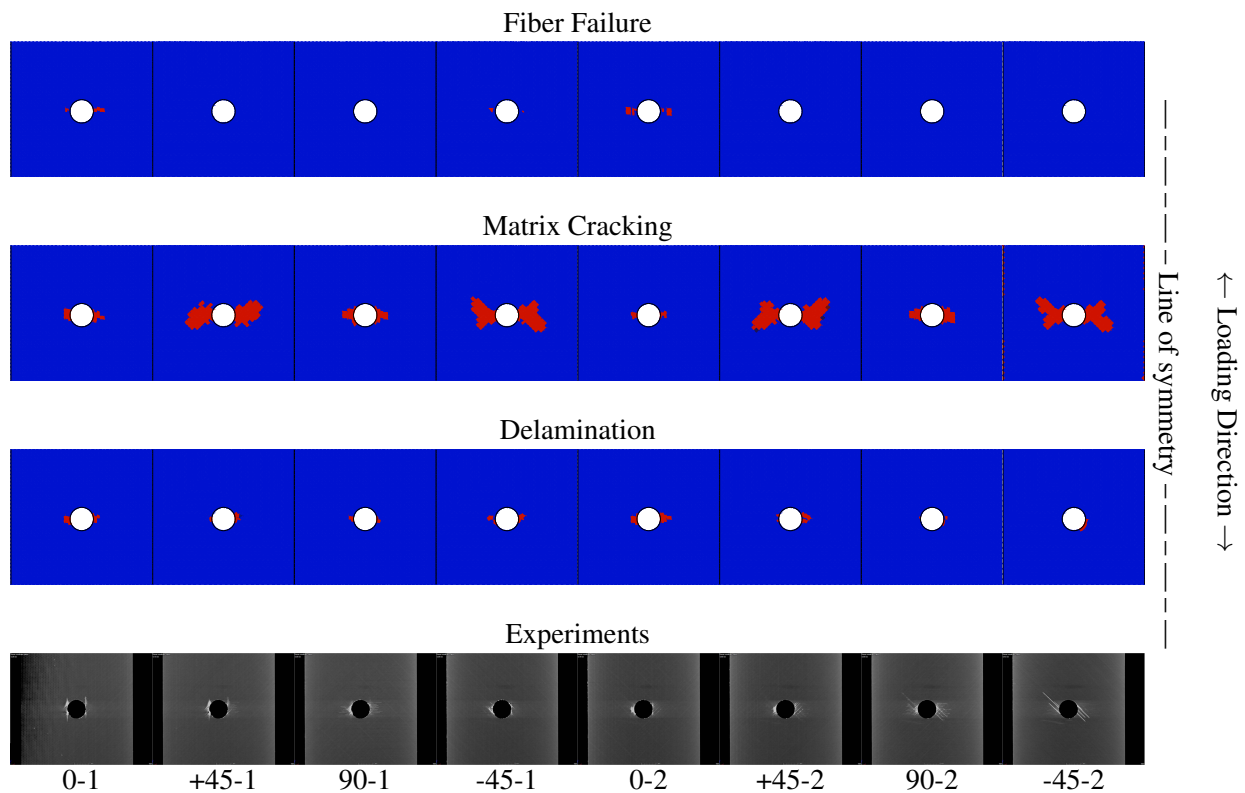 Fiber Failure
Matrix Cracking
Delamination
Experiments
0-1 +45-1 90-1 -45-1 0-2 +45-2 90-2 -45-2
Line of symmetry
← Loading Direction →